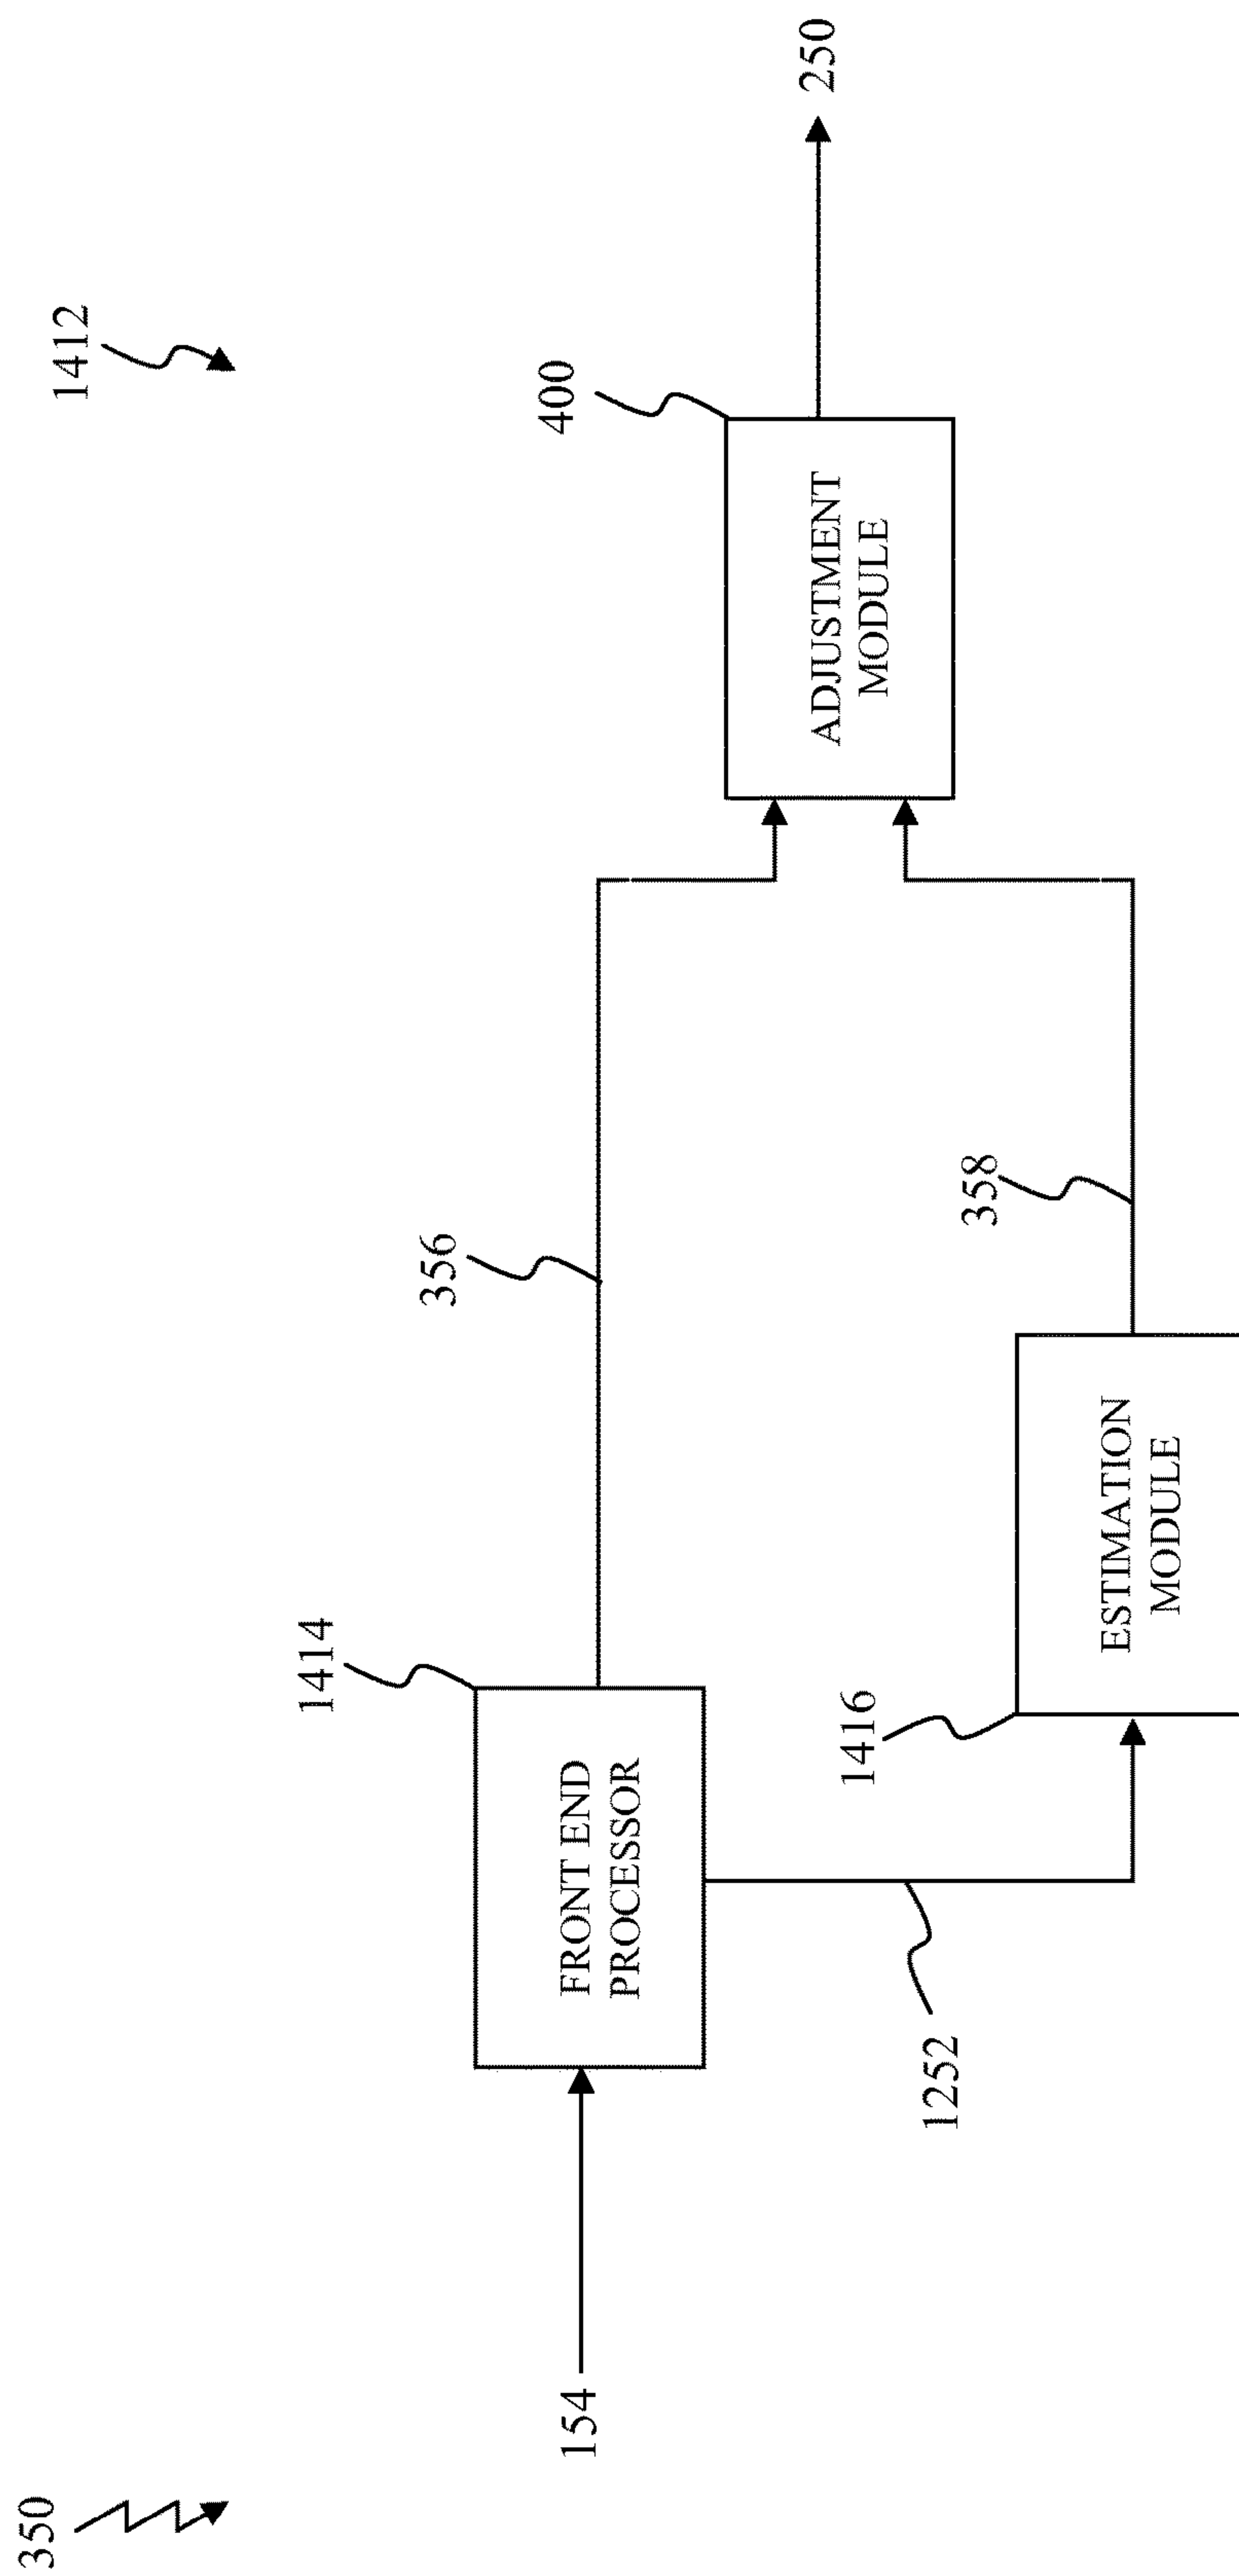 350
1412
154
FRONT END
PROCESSOR
1414
356
1252
1416
ESTIMATION
MODULE
358
400
ADJUSTMENT
MODULE
250